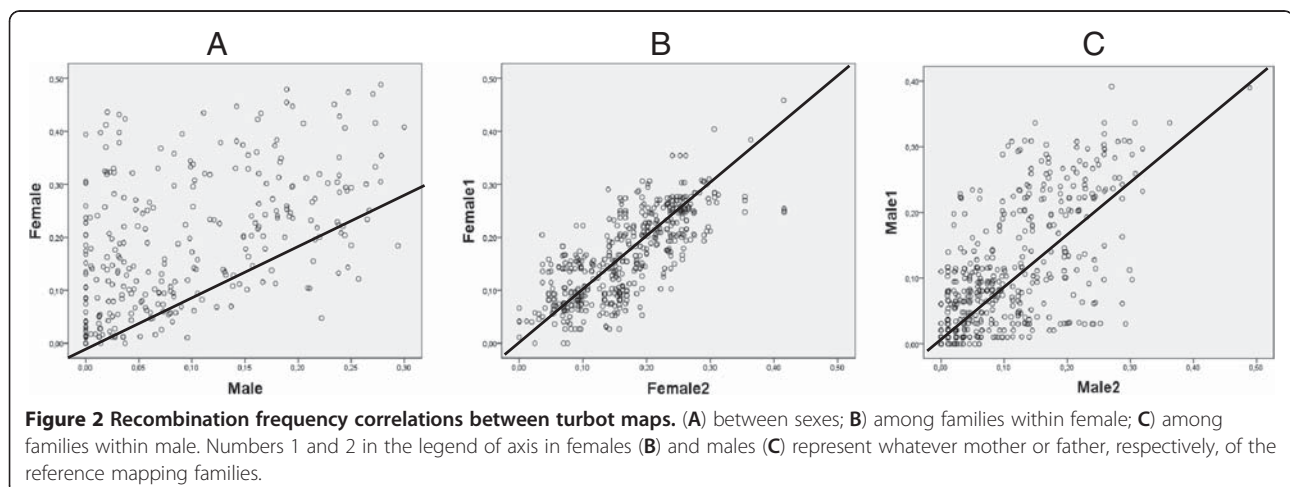 A
B
C
0,50
0,40
0,30
0,20
0,10
0,00
Female
0,00 0,05 0,10 0,15 0,20 0,25 0,30
Male
0,50
0,40
0,30
0,20
0,10
0,00
Female1
0,00 0,10 0,20 0,30 0,40 0,50
Female2
0,40
0,30
0,20
0,10
0,00
Male1
0,00 0,10 0,20 0,30 0,40 0,50
Male2
Figure 2 Recombination frequency correlations between turbot maps. (A) between sexes; B) among families within female; C) among
families within male. Numbers 1 and 2 in the legend of axis in females (B) and males (C) represent whatever mother or father, respectively, of the
reference mapping families.